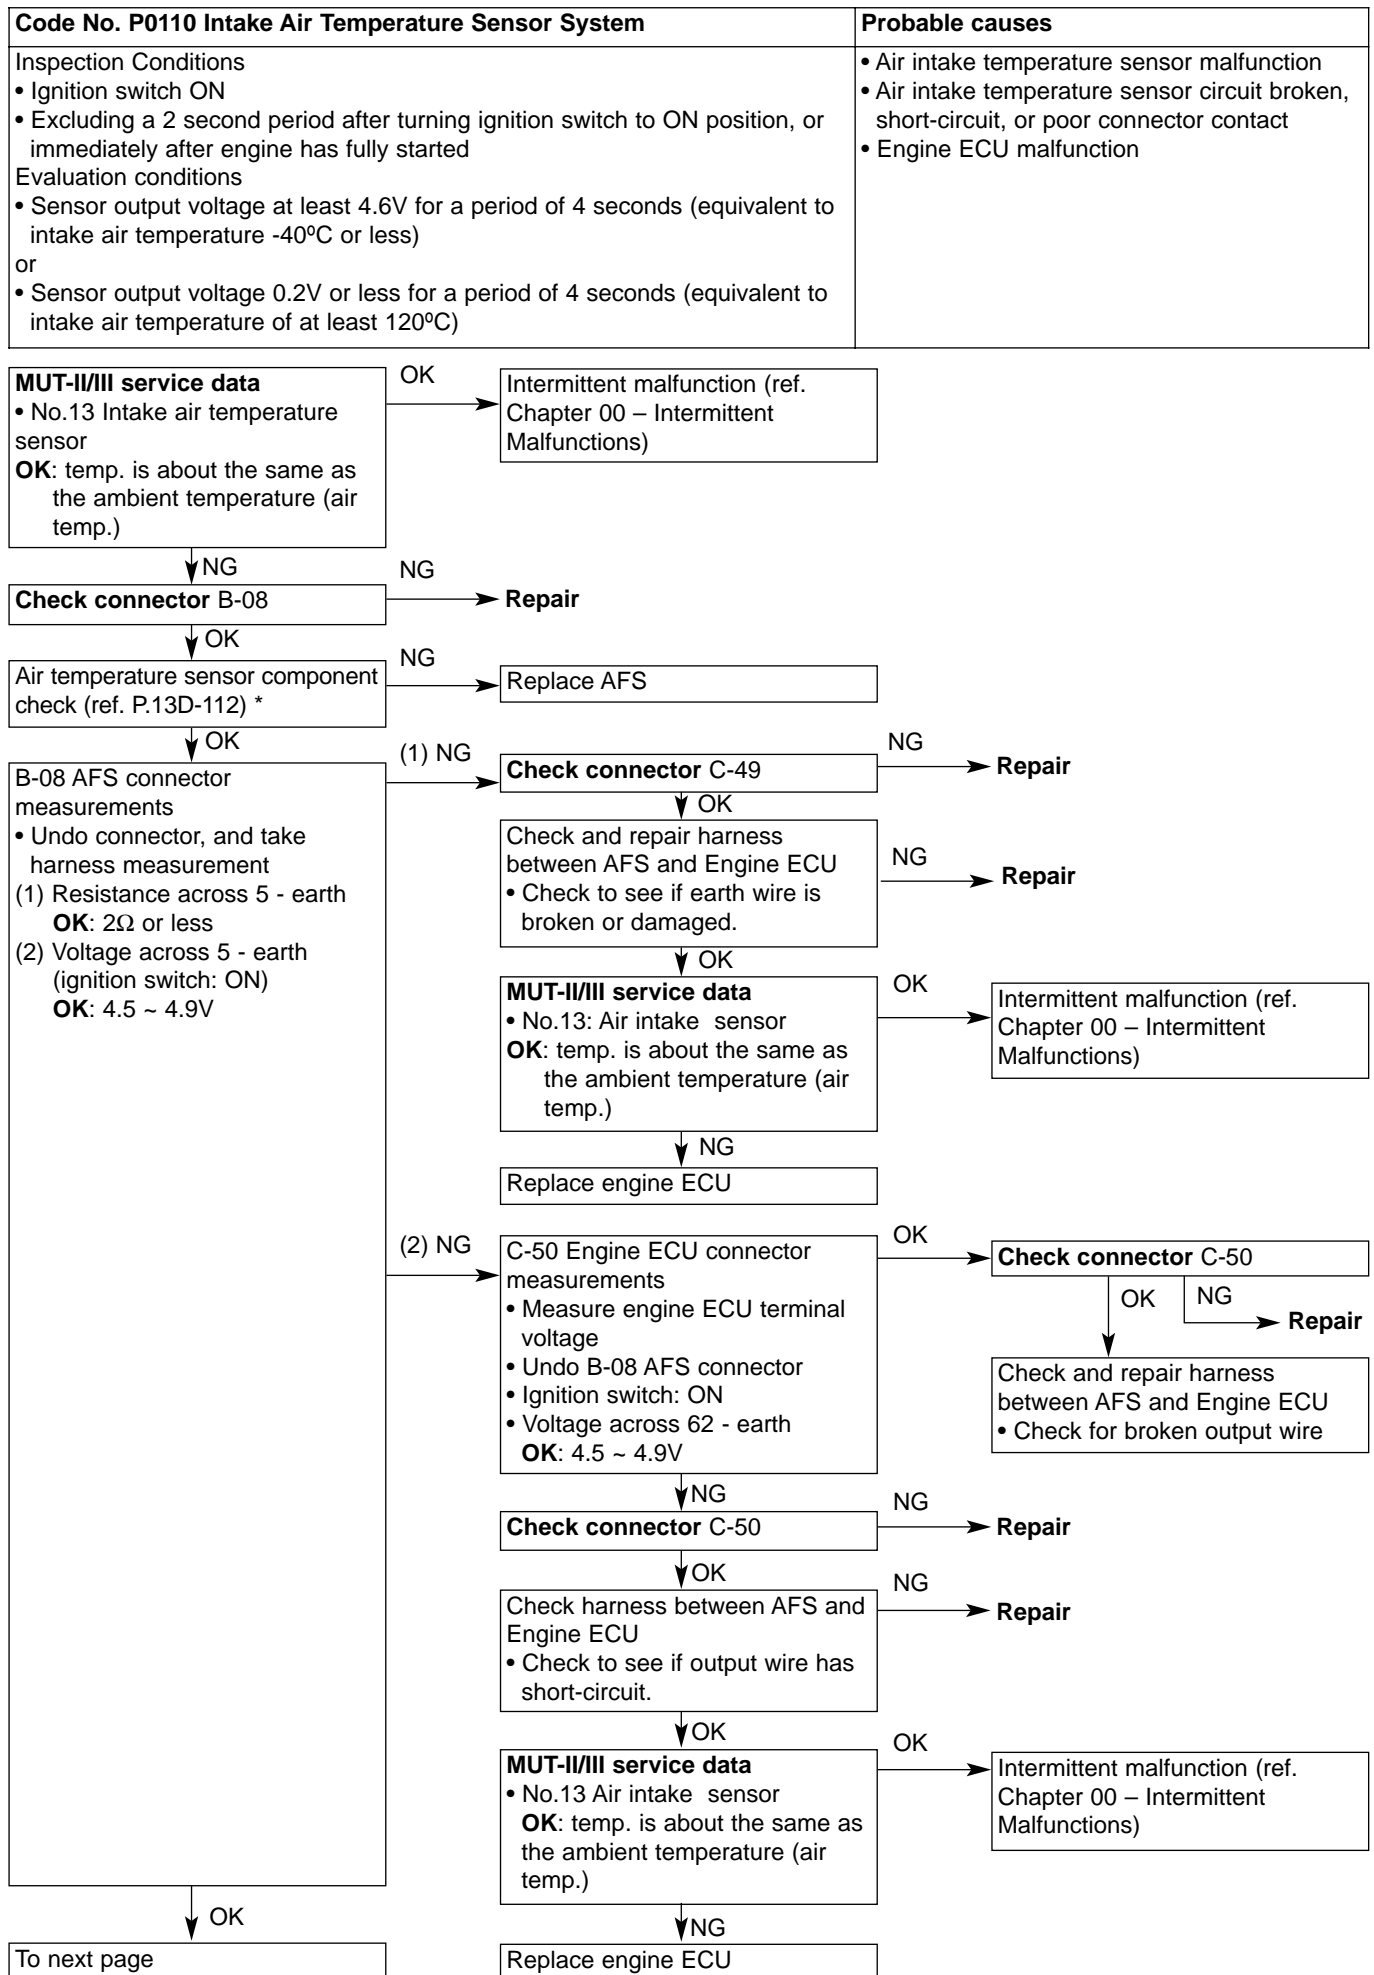 Code No. P0110 Intake Air Temperature Sensor System
Probable causes
Inspection Conditions
• Ignition switch ON
• Excluding a 2 second period after turning ignition switch to ON position, or
immediately after engine has fully started
Evaluation conditions
• Sensor output voltage at least 4.6V for a period of 4 seconds (equivalent to
intake air temperature -40ºC or less)
or
• Sensor output voltage 0.2V or less for a period of 4 seconds (equivalent to
intake air temperature of at least 120ºC)
• Air intake temperature sensor malfunction
• Air intake temperature sensor circuit broken,
short-circuit, or poor connector contact
• Engine ECU malfunction
MUT-II/III service data
• No.13 Intake air temperature
sensor
OK: temp. is about the same as
the ambient temperature (air
temp.)
OK
Intermittent malfunction (ref.
Chapter 00 – Intermittent
Malfunctions)
NG
Check connector B-08
NG
Repair
OK
Air temperature sensor component
check (ref. P.13D-112) *
NG
Replace AFS
OK
B-08 AFS connector
measurements
• Undo connector, and take
harness measurement
(1) Resistance across 5 - earth
OK: 2Ω or less
(2) Voltage across 5 - earth
(ignition switch: ON)
OK: 4.5 ~ 4.9V
(1) NG
Check connector C-49
NG
Repair
OK
Check and repair harness
between AFS and Engine ECU
• Check to see if earth wire is
broken or damaged.
NG
Repair
OK
MUT-II/III service data
• No.13: Air intake sensor
OK: temp. is about the same as
the ambient temperature (air
temp.)
OK
Intermittent malfunction (ref.
Chapter 00 – Intermittent
Malfunctions)
NG
Replace engine ECU
(2) NG
C-50 Engine ECU connector
measurements
• Measure engine ECU terminal
voltage
• Undo B-08 AFS connector
• Ignition switch: ON
• Voltage across 62 - earth
OK: 4.5 ~ 4.9V
OK
Check connector C-50
OK
NG
Repair
Check and repair harness
between AFS and Engine ECU
• Check for broken output wire
NG
Check connector C-50
NG
Repair
OK
Check harness between AFS and
Engine ECU
• Check to see if output wire has
short-circuit.
NG
Repair
OK
MUT-II/III service data
• No.13 Air intake sensor
OK: temp. is about the same as
the ambient temperature (air
temp.)
OK
Intermittent malfunction (ref.
Chapter 00 – Intermittent
Malfunctions)
NG
Replace engine ECU
OK
To next page